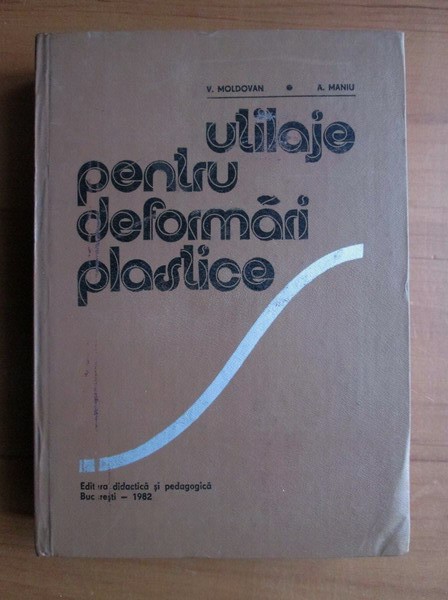 V. MOLDOVAN • A. MANIU
utilaje
pentru
deformări
plastice
Editura didactică și pedagogică
București – 1982